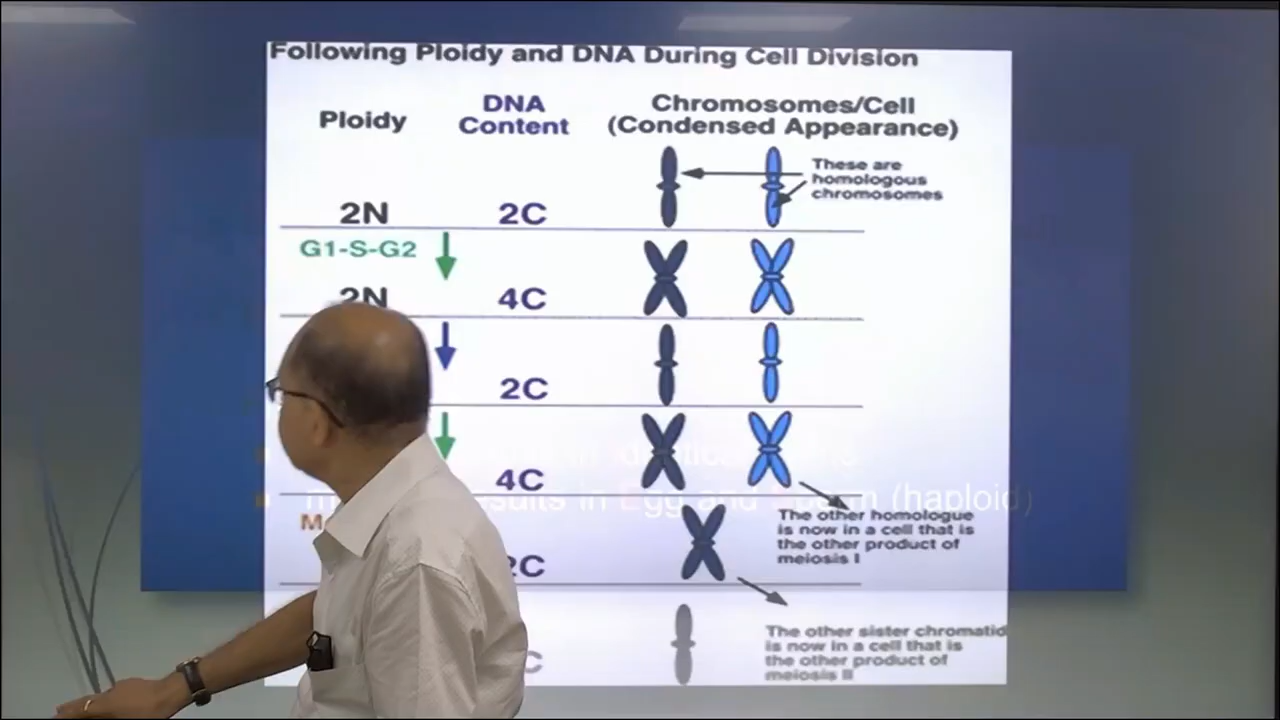 Following Ploidy and DNA During Cell Division
Ploidy
DNA
Content
Chromosomes/Cell
(Condensed Appearance)
These are
homologous
chromosomes
2N
2C
G1-S-G2
2N
4C
2C
4C
in (haploid)
The other homologue
is now in a cell that is
the other product of
meiosis I
The other sister chromatid
is now in a cell that is
the other product of
meiosis II